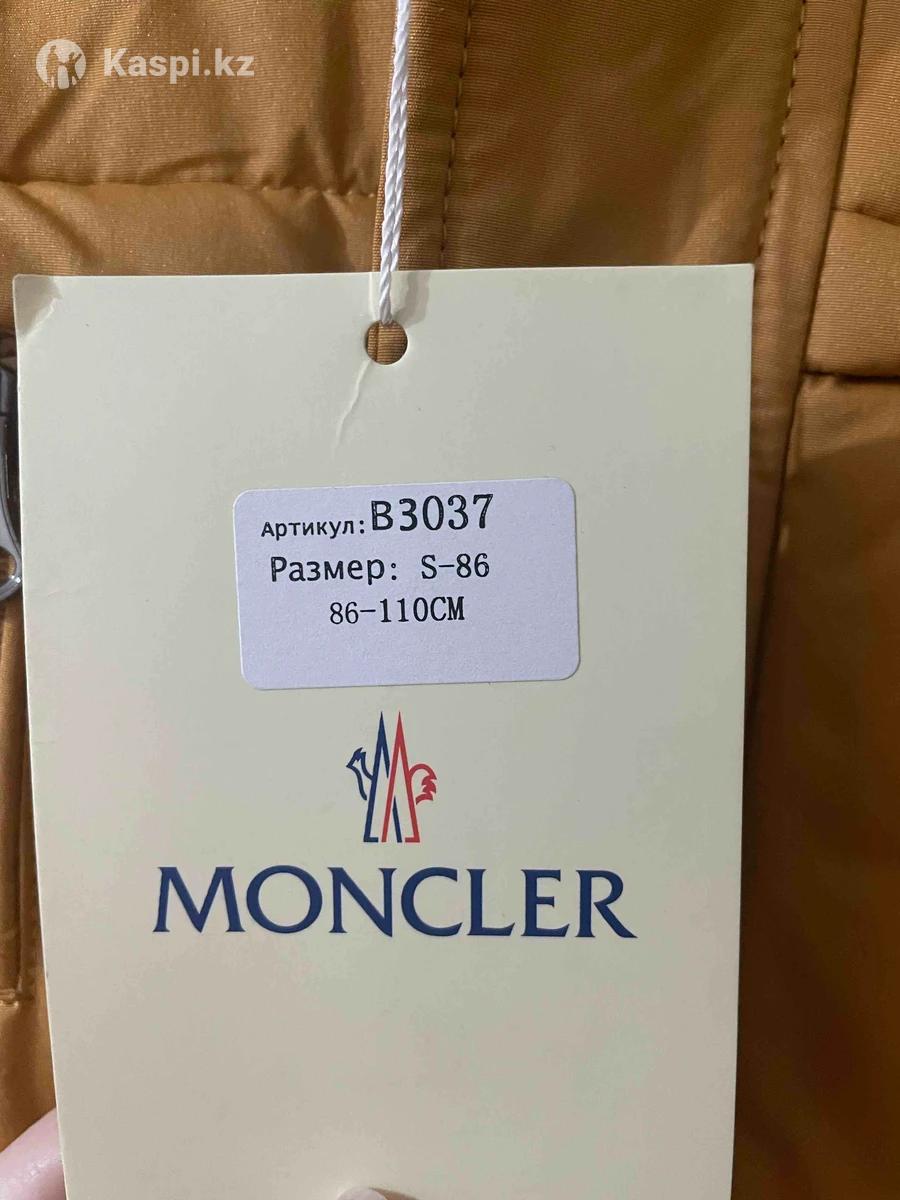 Kaspi.kz
Артикул:B3037
Размер: S-86
86-110CM
MONCLER